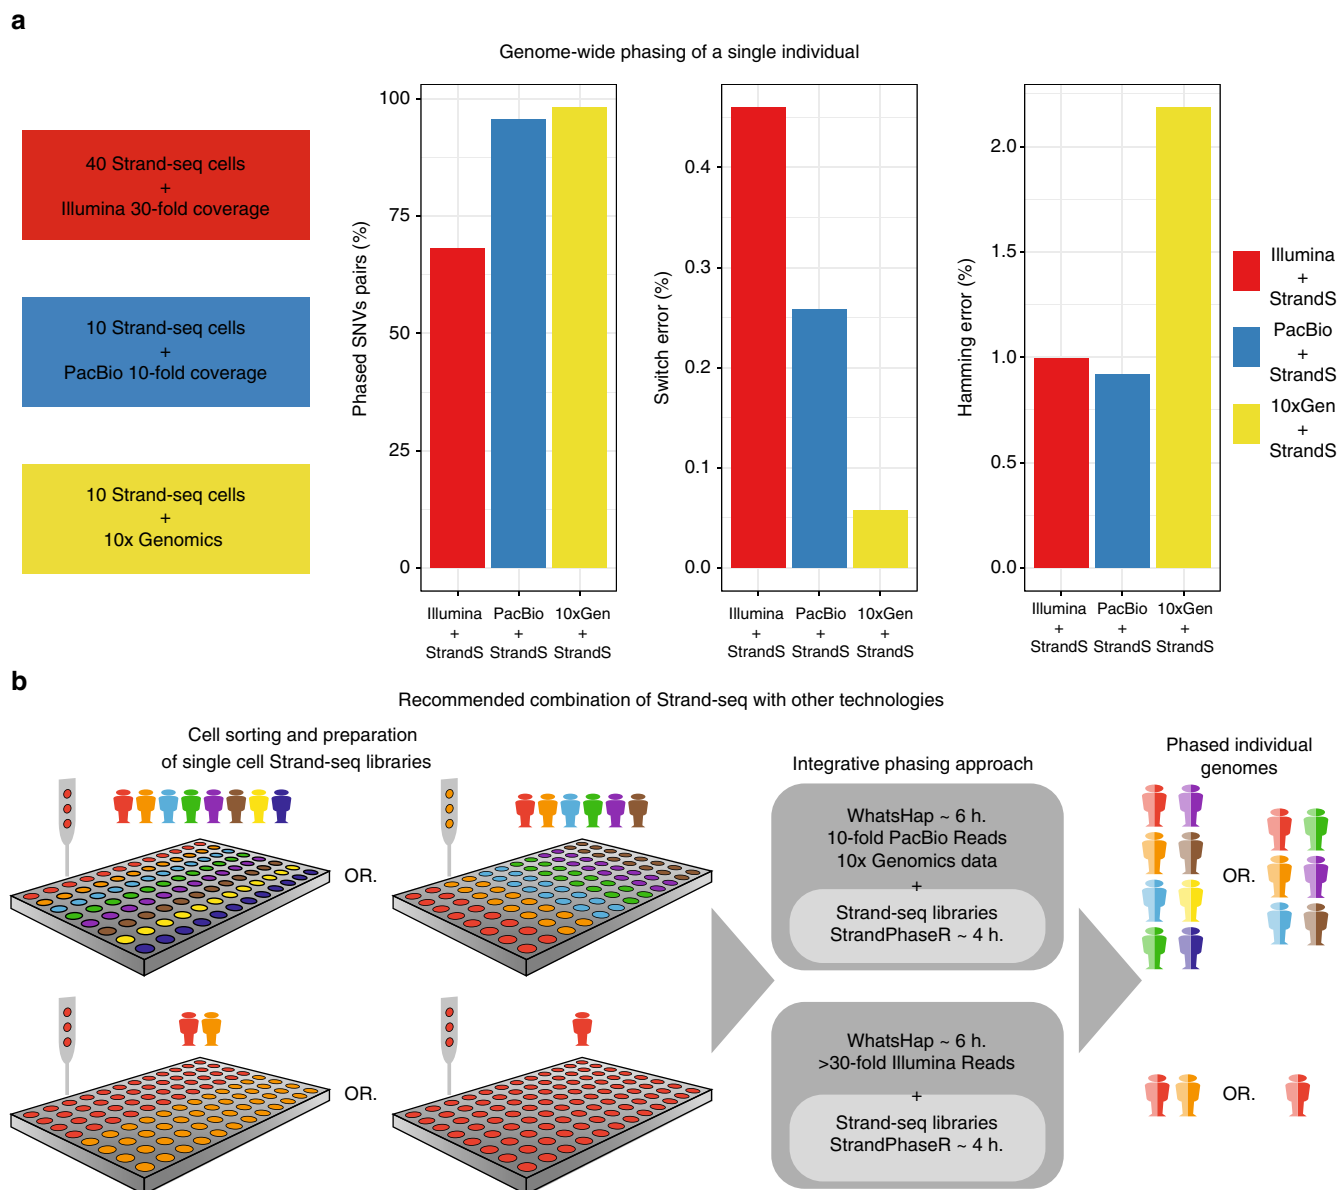 a
Genome-wide phasing of a single individual
40 Strand-seq cells
+
Illumina 30-fold coverage
10 Strand-seq cells
+
PacBio 10-fold coverage
10 Strand-seq cells
+
10x Genomics
Phased SNVs pairs (%)
100
75
50
25
0
Illumina
+
StrandS
PacBio
+
StrandS
10xGen
+
StrandS
Switch error (%)
0.4
0.3
0.2
0.1
0.0
Illumina
+
StrandS
PacBio
+
StrandS
10xGen
+
StrandS
Hamming error (%)
2.0
1.5
1.0
0.5
0.0
Illumina
+
StrandS
PacBio
+
StrandS
10xGen
+
StrandS
Illumina
+
StrandS
PacBio
+
StrandS
10xGen
+
StrandS
b
Recommended combination of Strand-seq with other technologies
Cell sorting and preparation
of single cell Strand-seq libraries
OR.
OR.
Integrative phasing approach
WhatsHap ~ 6 h.
10-fold PacBio Reads
10x Genomics data
+
Strand-seq libraries
StrandPhaseR ~ 4 h.
WhatsHap ~ 6 h.
>30-fold Illumina Reads
+
Strand-seq libraries
StrandPhaseR ~ 4 h.
Phased individual
genomes
OR.
OR.